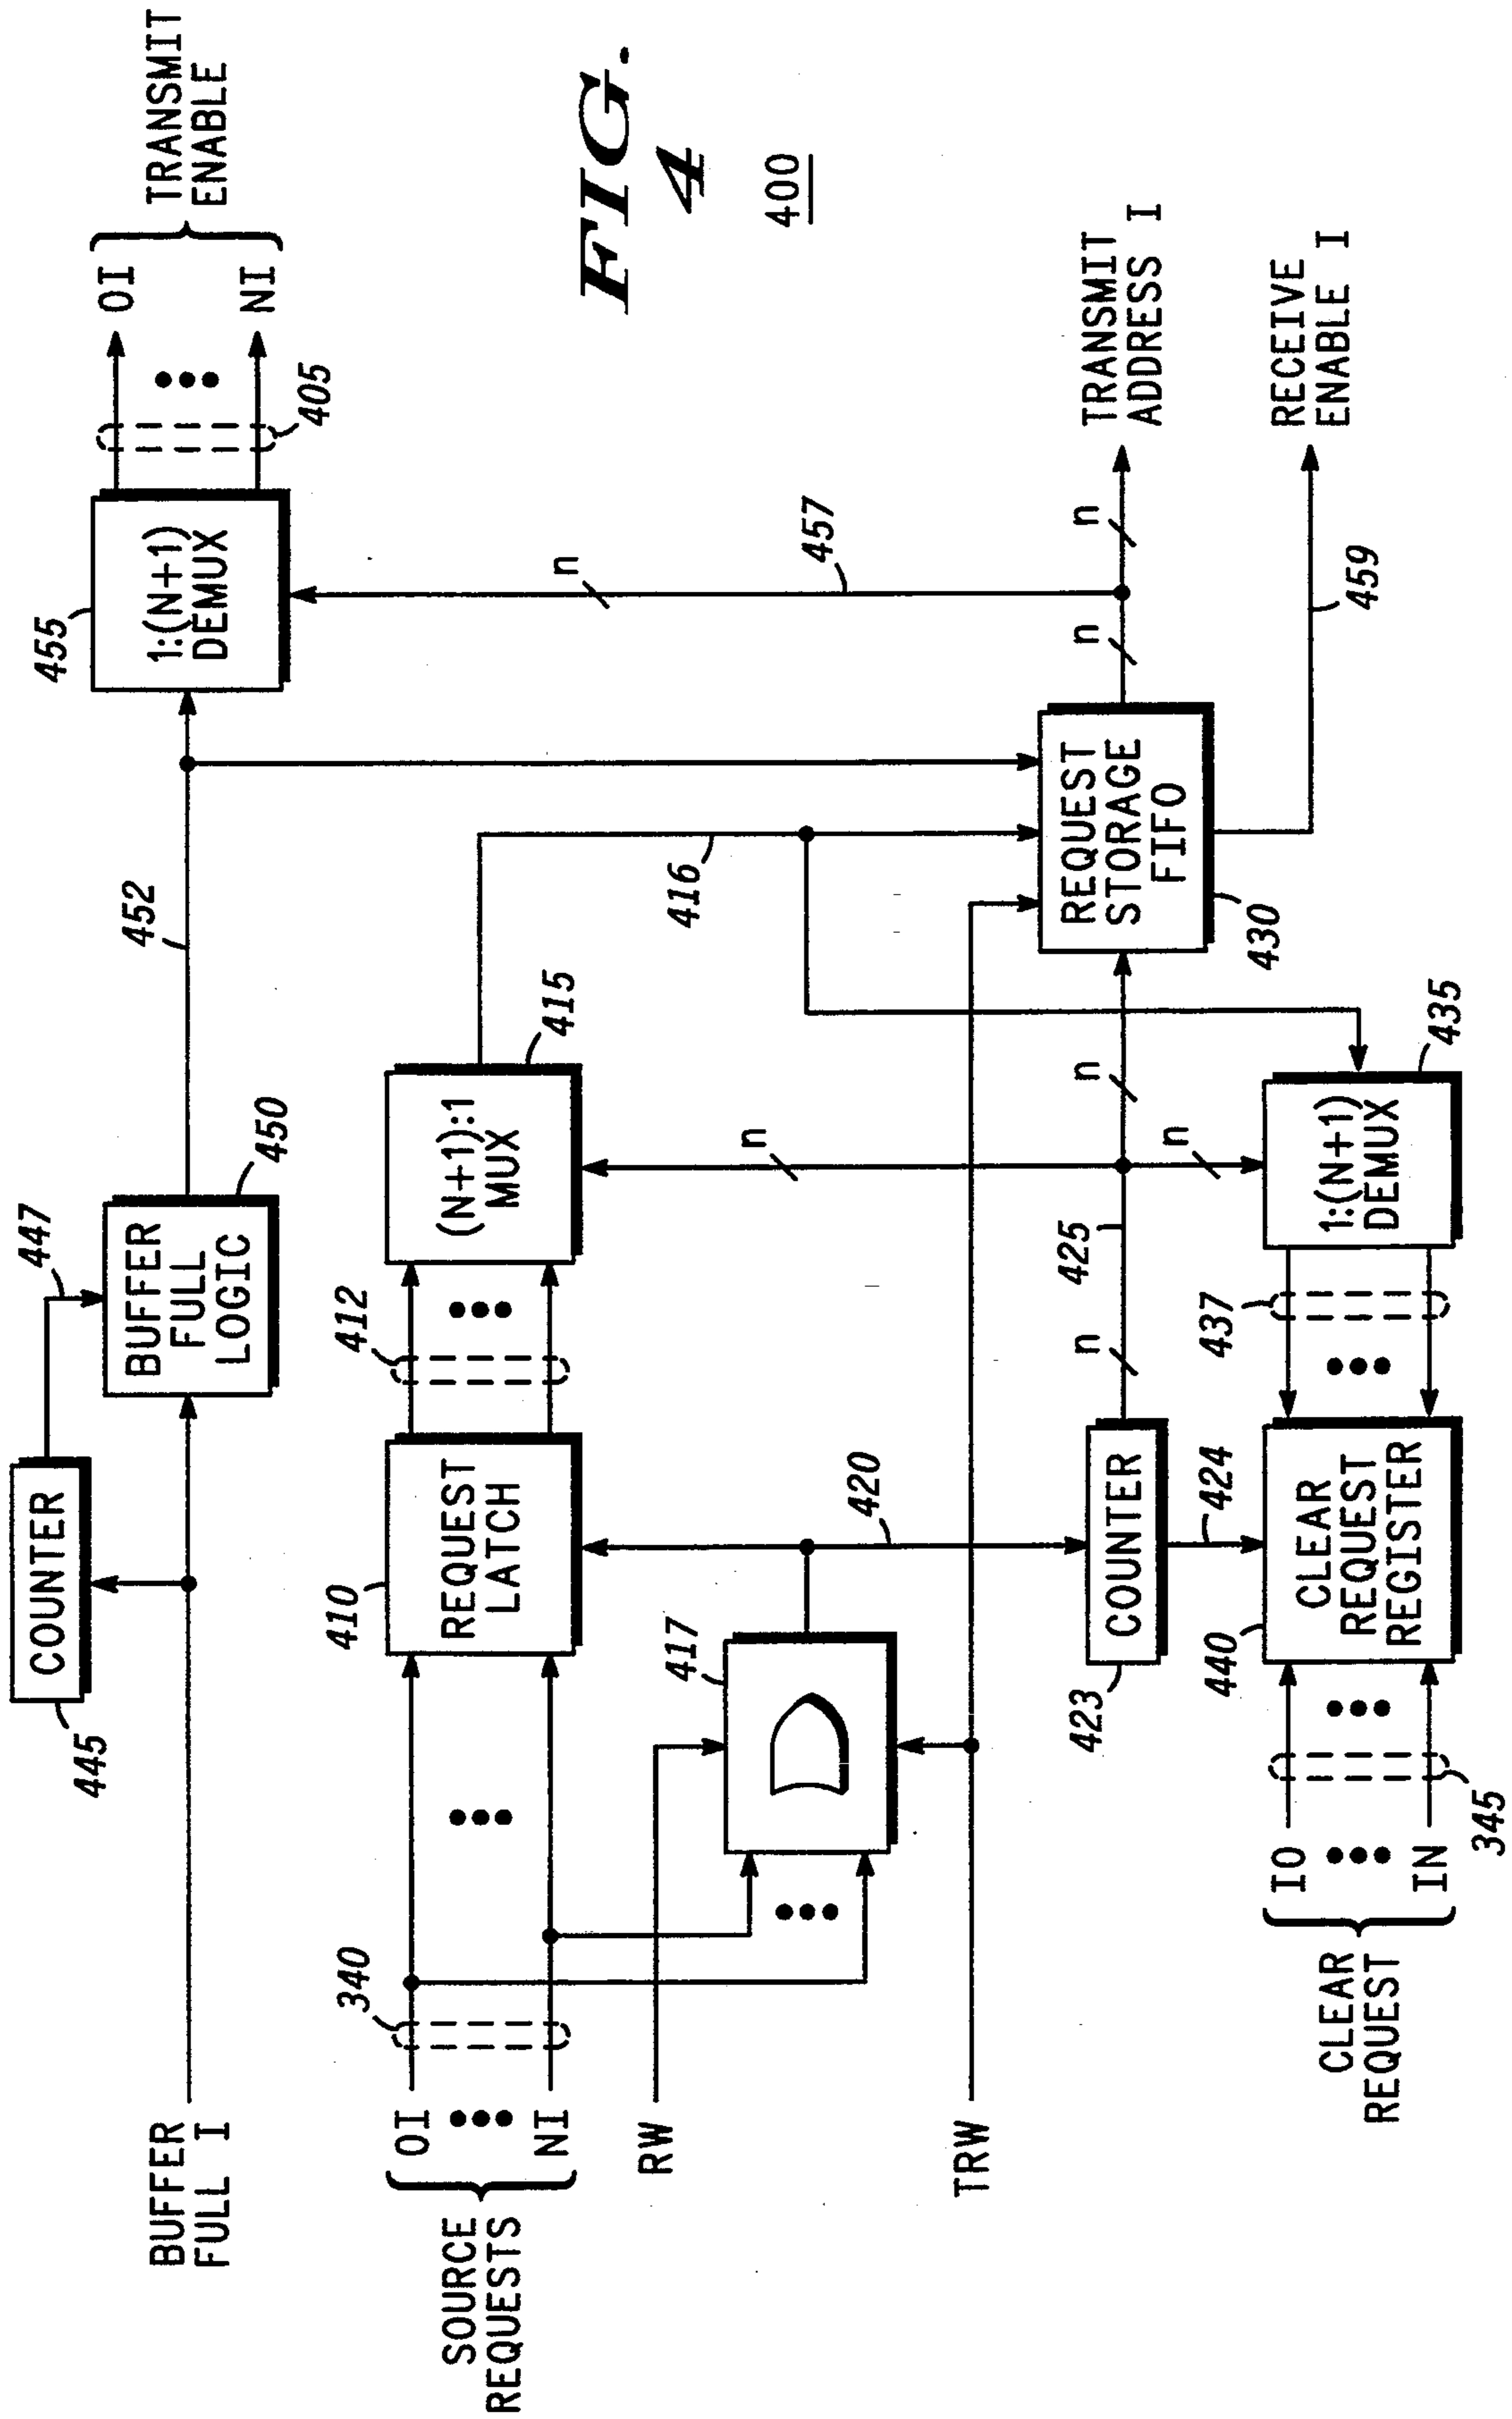 BUFFER
FULL I
445
COUNTER
447
BUFFER
FULL
LOGIC
450
452
455
1:(N+1)
DEMUX
405
OI
NI
TRANSMIT
ENABLE
SOURCE
REQUESTS
OI
NI
340
410
REQUEST
LATCH
412
(N+1):1
MUX
415
416
n
457
n
RW
417
420
TRW
423
COUNTER
424
n
425
n
n
REQUEST
STORAGE
FIFO
430
n
n
TRANSMIT
ADDRESS I
459
RECEIVE
ENABLE I
CLEAR
REQUEST
IO
IN
345
440
CLEAR
REQUEST
REGISTER
437
1:(N+1)
DEMUX
435
FIG.
4
400